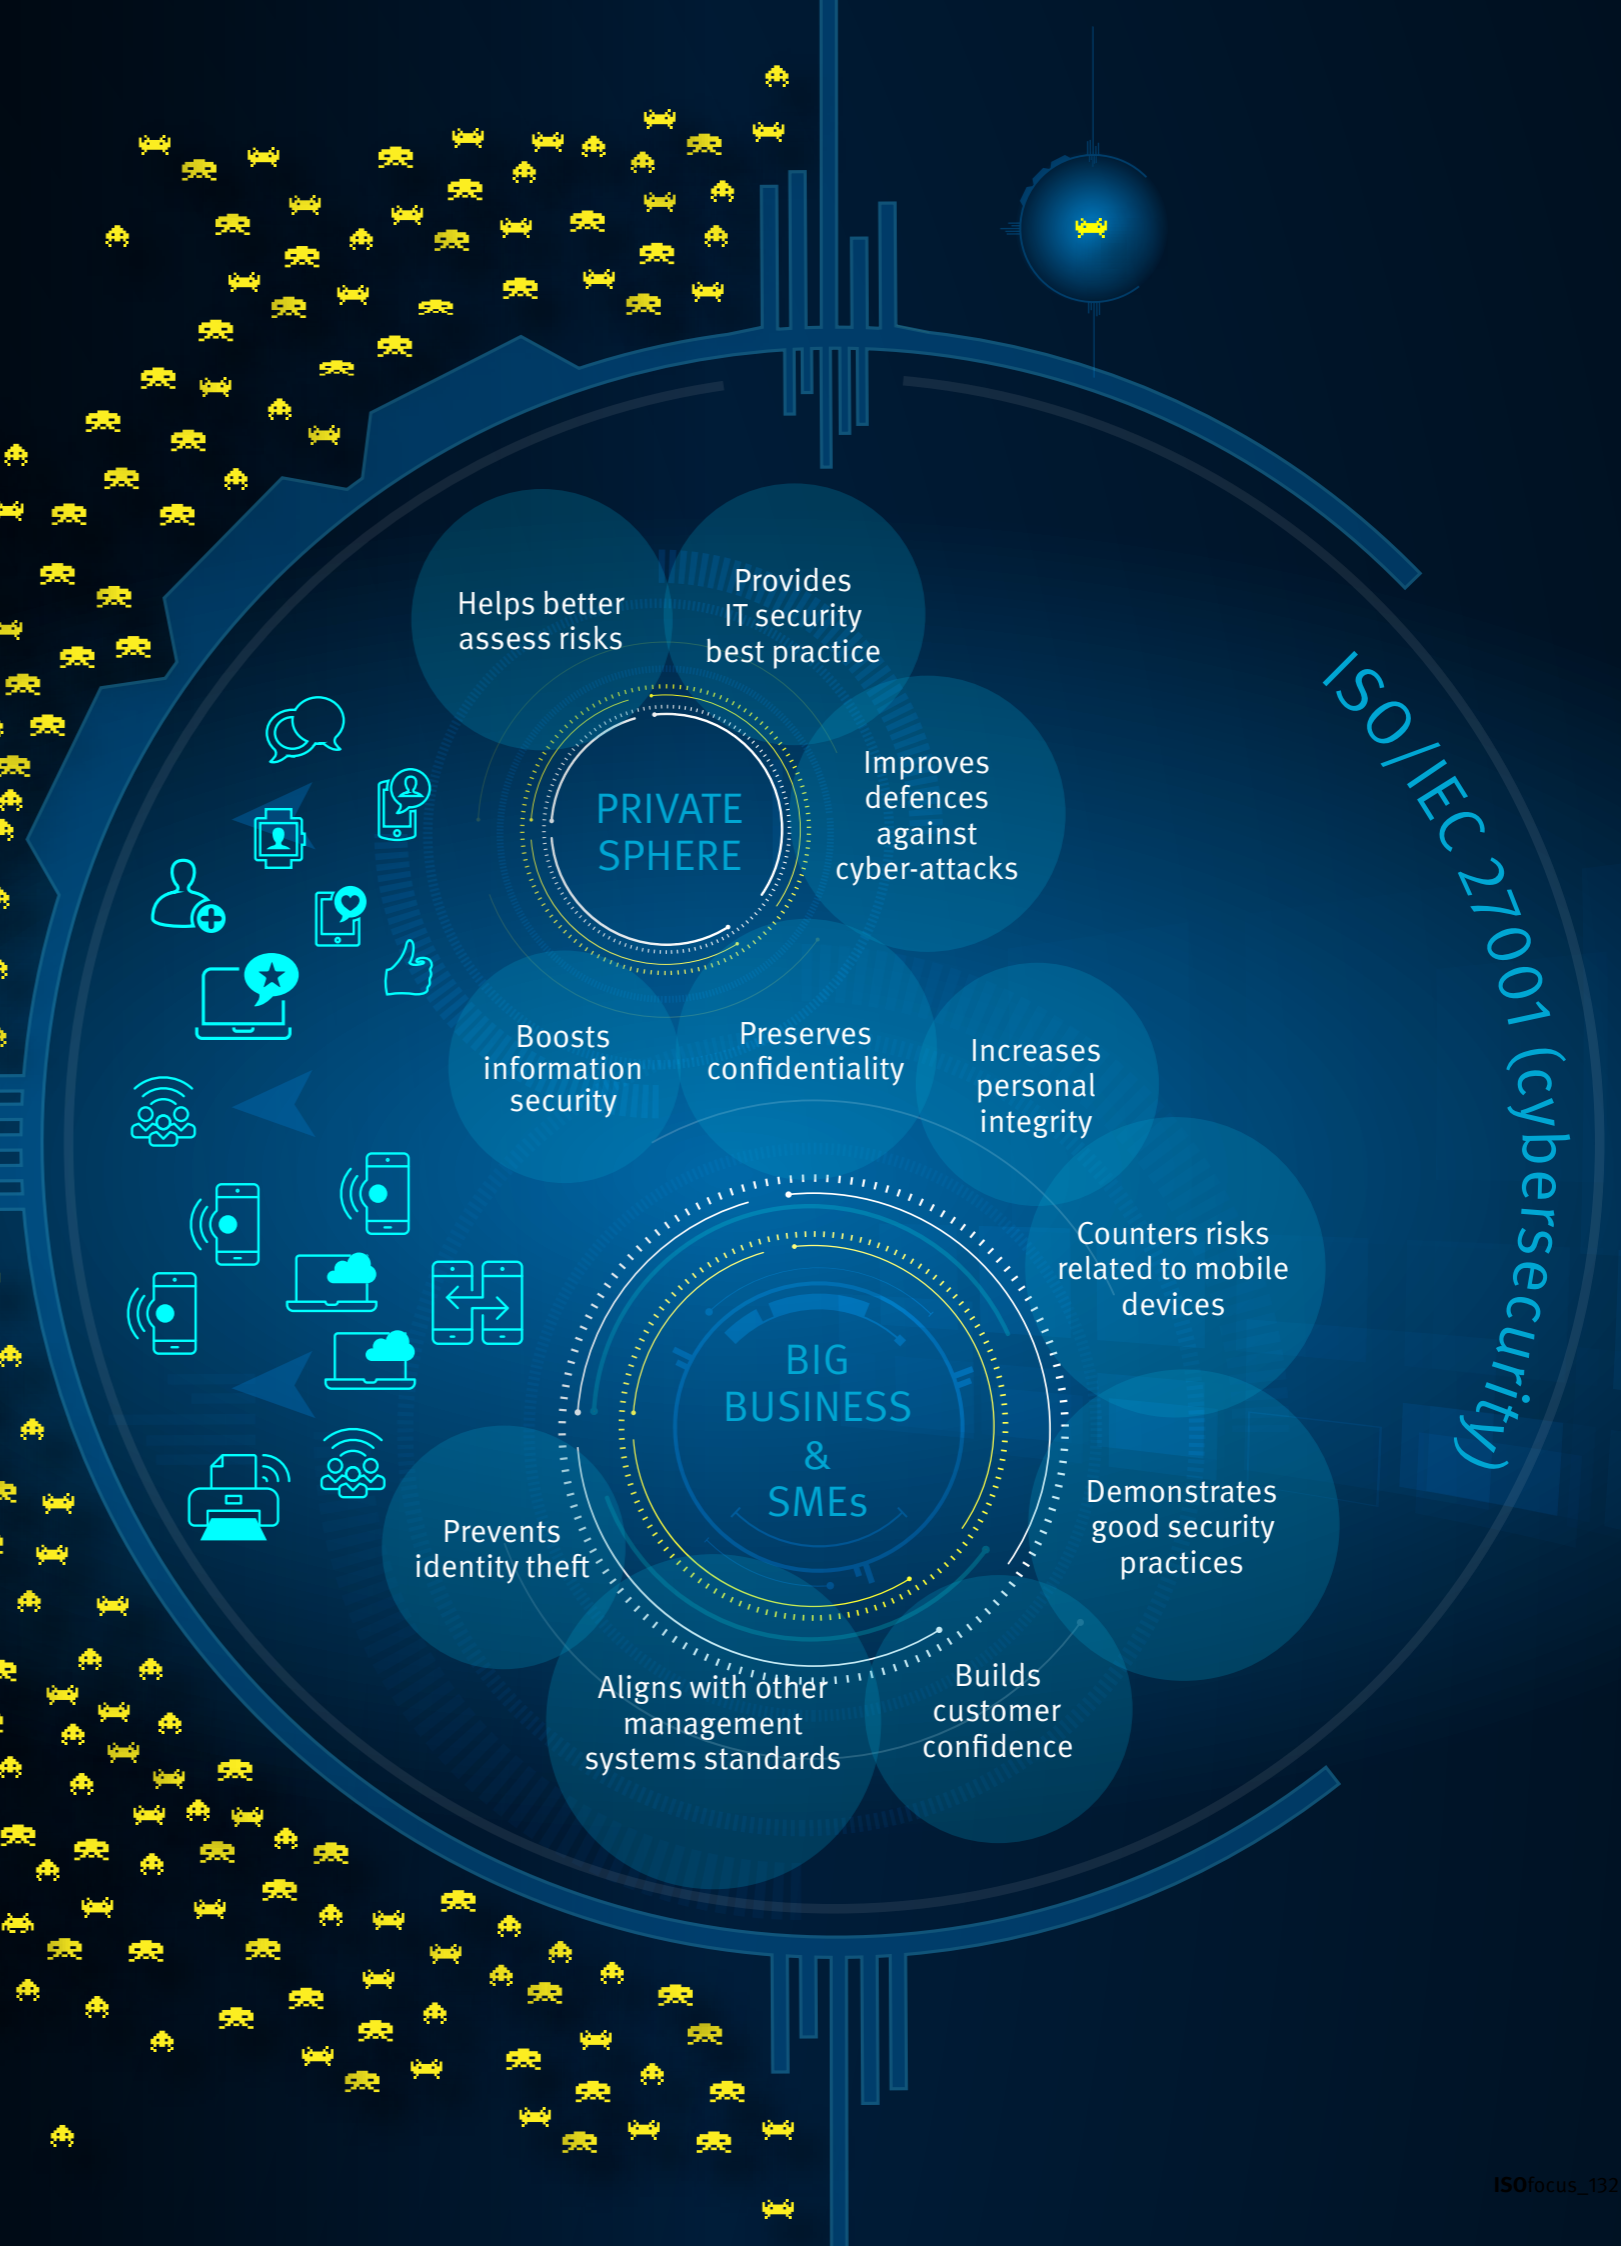 Helps better
assess risks
Provides
IT security
best practice
PRIVATE
SPHERE
Improves
defences
against
cyber-attacks
ISO/IEC 27001 (cybersecurity)
Boosts
information
security
Preserves
confidentiality
Increases
personal
integrity
Counters risks
related to mobile
devices
BIG
BUSINESS
&
SMEs
Demonstrates
good security
practices
Prevents
identity theft
Aligns with other
management
systems standards
Builds
customer
confidence
ISOfocus_132